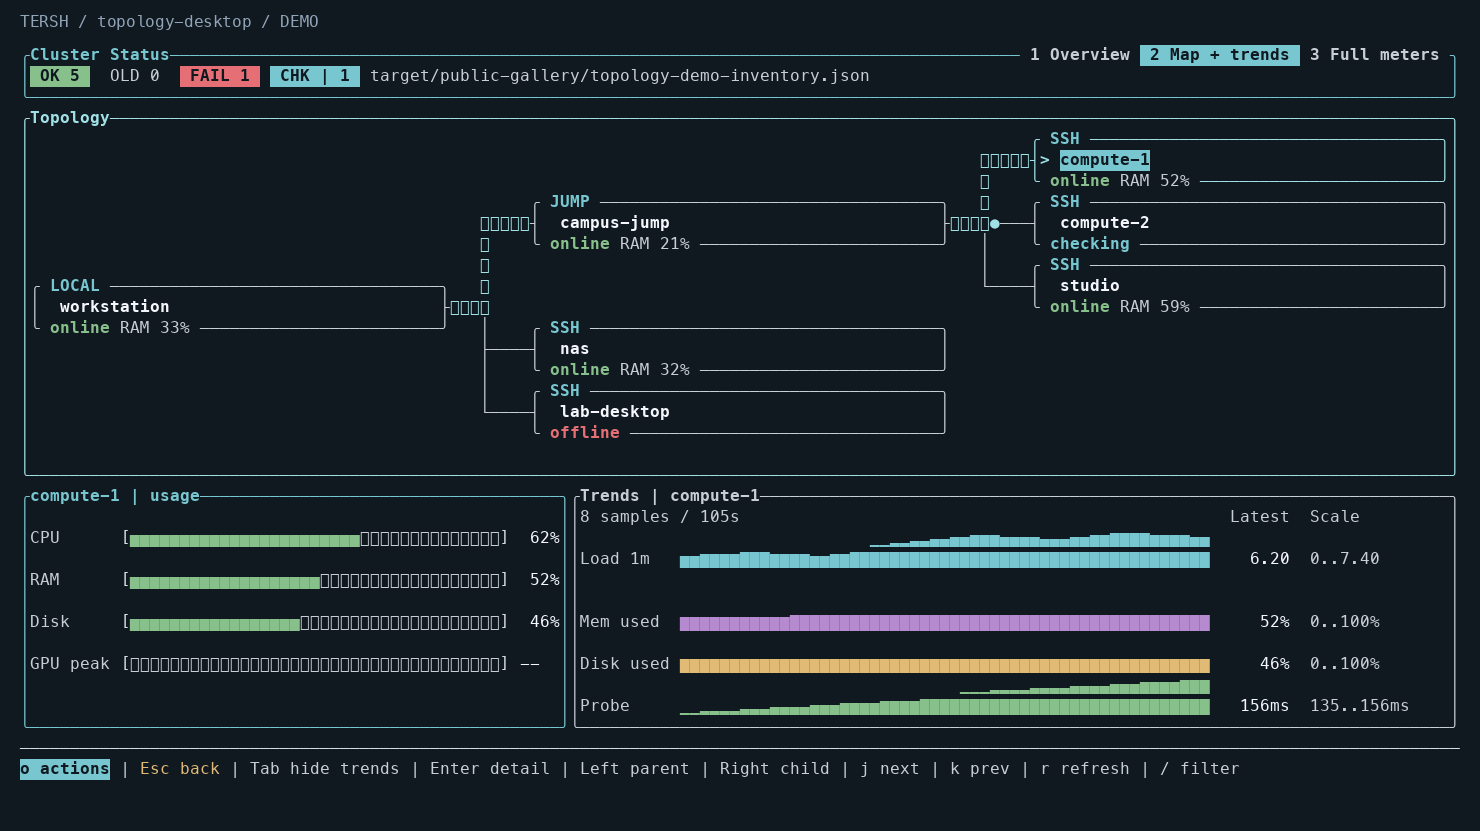 TERSH / topology-desktop / DEMO
Cluster Status 1 Overview 2 Map + trends 3 Full meters
OK 5 OLD 0 FAIL 1 CHK | 1 target/public-gallery/topology-demo-inventory.json
Topology
SSH
> compute-1
online RAM 52%
JUMP
campus-jump
online RAM 21%
SSH
compute-2
checking
SSH
studio
online RAM 59%
LOCAL
workstation
online RAM 33%
SSH
nas
online RAM 32%
SSH
lab-desktop
offline
compute-1 | usage
CPU [ ] 62%
RAM [ ] 52%
Disk [ ] 46%
GPU peak [ ] --
Trends | compute-1
8 samples / 105s Latest Scale
Load 1m 6.20 0..7.40
Mem used 52% 0..100%
Disk used 46% 0..100%
Probe 156ms 135..156ms
o actions | Esc back | Tab hide trends | Enter detail | Left parent | Right child | j next | k prev | r refresh | / filter